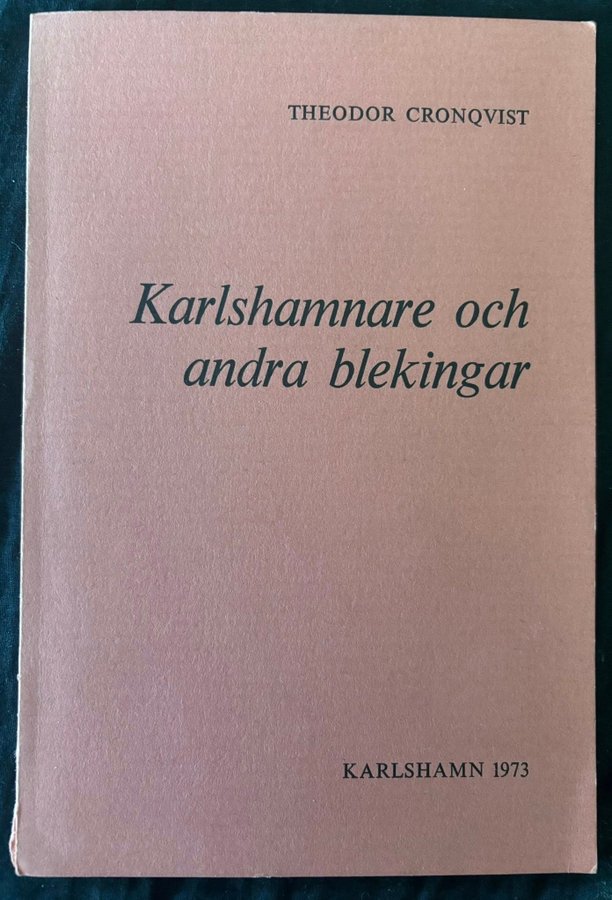 THEODOR CRONQVIST
Karlshamnare och
andra blekingar
KARLSHAMN 1973